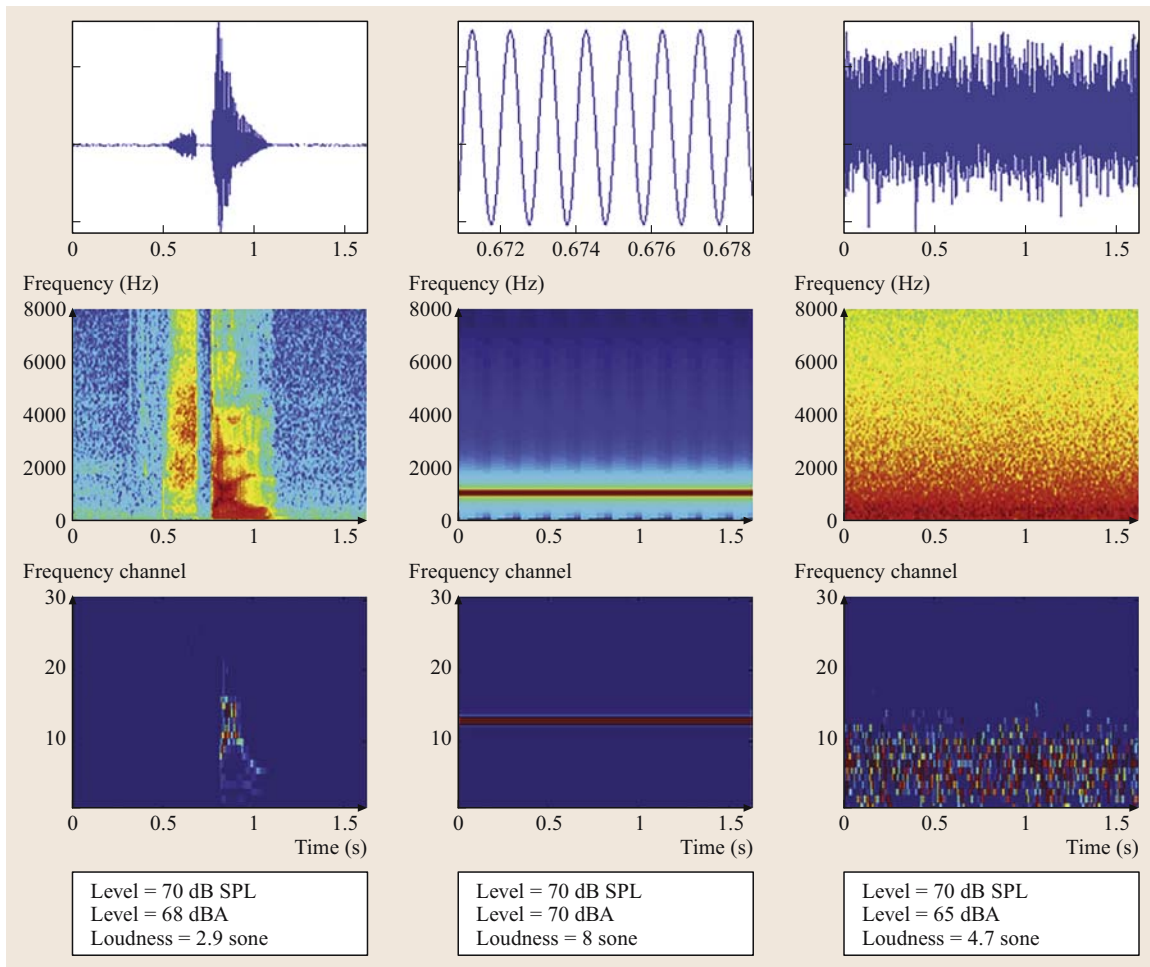 0 0.5 1 1.5
0.672 0.674 0.676 0.678
0 0.5 1 1.5
Frequency (Hz)
8000
6000
4000
2000
0
0 0.5 1 1.5
Frequency (Hz)
8000
6000
4000
2000
0
0 0.5 1 1.5
Frequency (Hz)
8000
6000
4000
2000
0
0 0.5 1 1.5
Frequency channel
30
20
10
0 0.5 1 1.5
Time (s)
Frequency channel
30
20
10
0 0.5 1 1.5
Time (s)
Frequency channel
30
20
10
0 0.5 1 1.5
Time (s)
Level = 70 dB SPL
Level = 68 dBA
Loudness = 2.9 sone
Level = 70 dB SPL
Level = 70 dBA
Loudness = 8 sone
Level = 70 dB SPL
Level = 65 dBA
Loudness = 4.7 sone